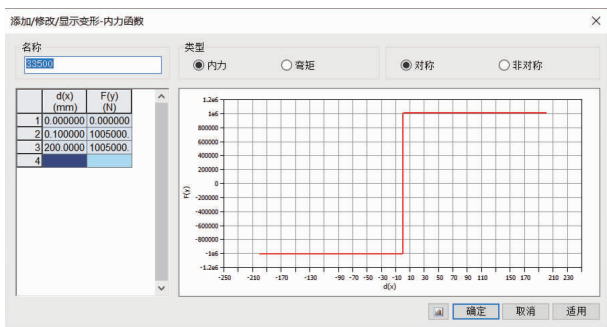 添加/修改/显示变形-内力函数
名称
33500
类型
内力 弯矩
对称 非对称
d(x) F(y)
(mm) (N)
1 0.000000 0.000000
2 0.100000 1005000.
3 200.0000 1005000.
4
1.2e6
1e6
800000
600000
400000
200000
0
-200000
-400000
-600000
-800000
-1e6
-1.2e6
F(y)
-250 -210 -170 -130 -90 -70 -50 -30 -10 10 30 50 70 90 110 150 170 210 230
d(x)
确定 取消 适用